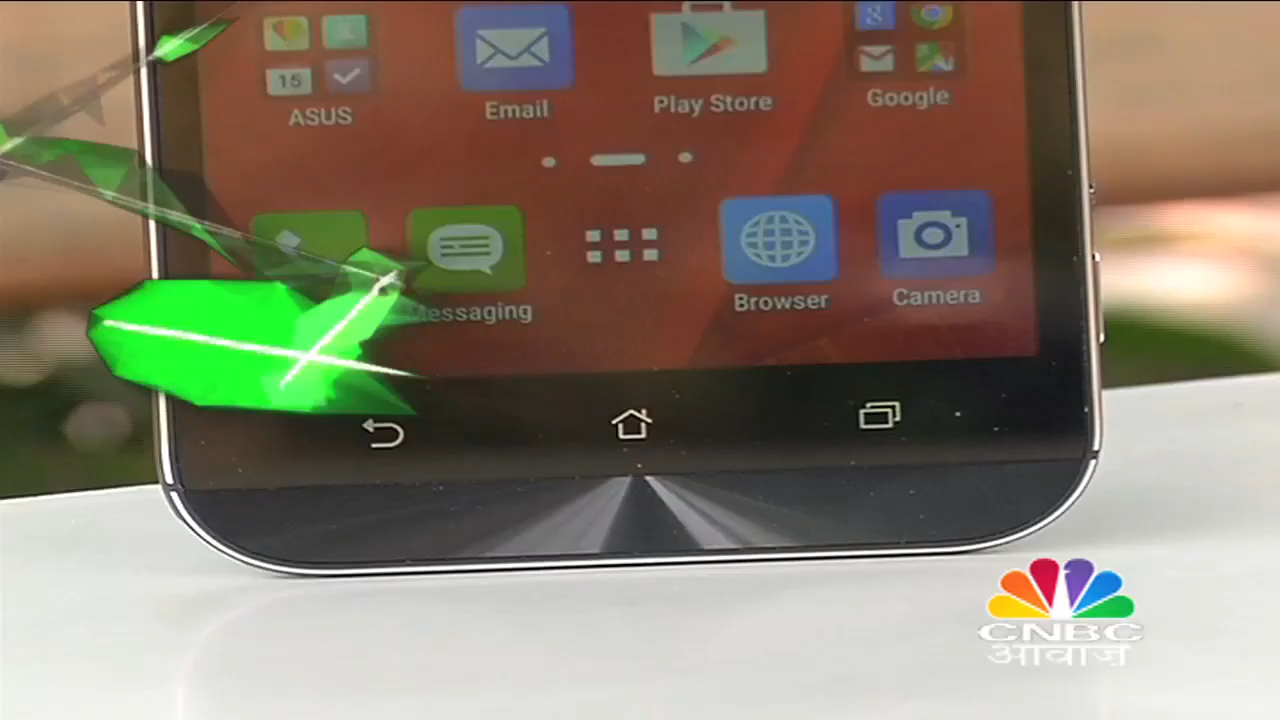 15
ASUS
Email
Play Store
Google
Messaging
Browser
Camera
CNBC
आवाज़